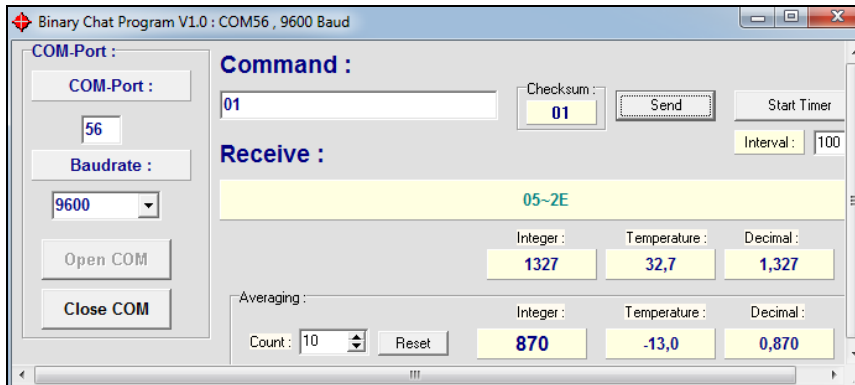 Binary Chat Program V1.0 : COM56 , 9600 Baud
COM-Port :
COM-Port :
56
Baudrate :
9600
Open COM
Close COM
Command :
01
Checksum :
01
Send
Start Timer
Interval :
100
Receive :
05~2E
Integer :
Temperature :
Decimal :
1327
32,7
1,327
Averaging :
Count :
10
Reset
Integer :
Temperature :
Decimal :
870
-13,0
0,870